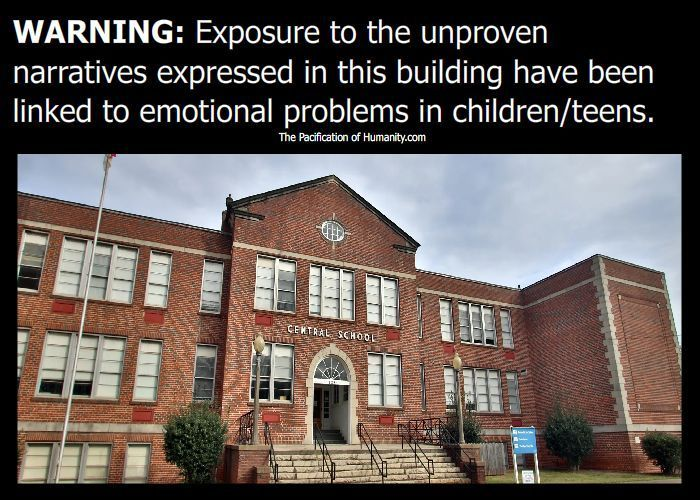 WARNING: Exposure to the unproven
narratives expressed in this building have been
linked to emotional problems in children/teens.
The Pacification of Humanity.com
CENTRAL SCHOOL